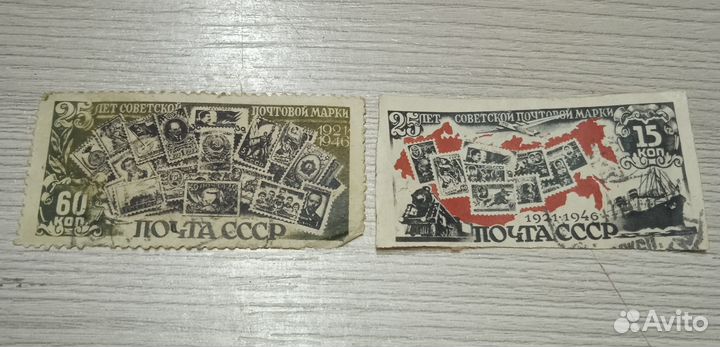 25 ЛЕТ СОВЕТСКОЙ ПОЧТОВОЙ МАРКИ
1921
1946
60
КОП
ПОЧТА СССР
25 ЛЕТ СОВЕТСКОЙ ПОЧТОВОЙ МАРКИ
15
КОП
1921-1946
ПОЧТА СССР
Avito